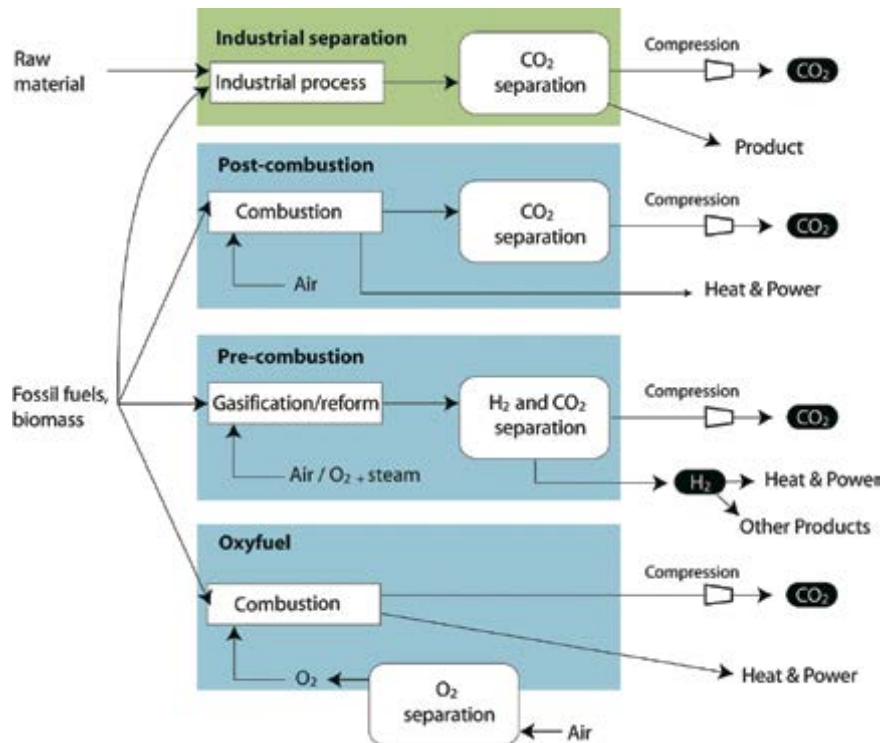 Industrial separation
Raw
material
Industrial process
CO₂
separation
Compression
CO₂
Product
Post-combustion
Combustion
CO₂
separation
Compression
CO₂
Air
Heat & Power
Pre-combustion
Fossil fuels,
biomass
Gasification/reform
H₂ and CO₂
separation
Compression
CO₂
Air / O₂ + steam
H₂
Heat & Power
Other Products
Oxyfuel
Combustion
Compression
CO₂
O₂
O₂
separation
Heat & Power
Air